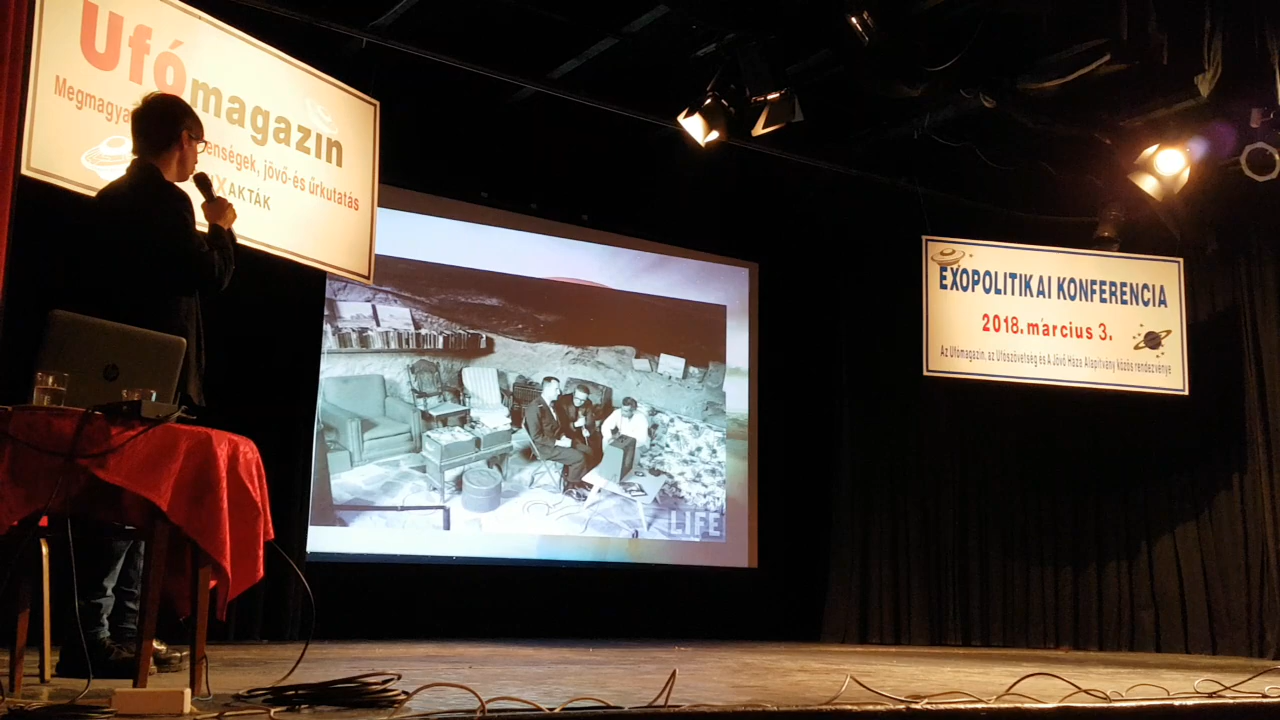 Ufómagazin
Megmagya
enségek, jövő-és űrkutatás
XAKTÁK
EXOPOLITIKAI KONFERENCIA
2018. március 3.
Az Ufómagazin, az Ufószövetség és A Jövő Háza Alapítvány közös rendezvénye
LIFE
hp